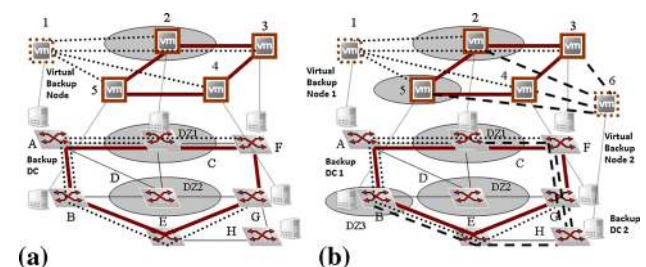 1
2
3
vm
vm
vm
Virtual
Backup
Node
5
vm
4
vm
A
DZ1
F
Backup
DC
C
D
DZ2
B
E
G
H
(a)
1
2
3
vm
vm
vm
Virtual
Backup
Node 1
5
vm
4
vm
6
vm
Virtual
Backup
Node 2
A
DZ1
F
Backup
DC 1
C
D
DZ2
B
E
G
DZ3
H
Backup
DC 2
(b)